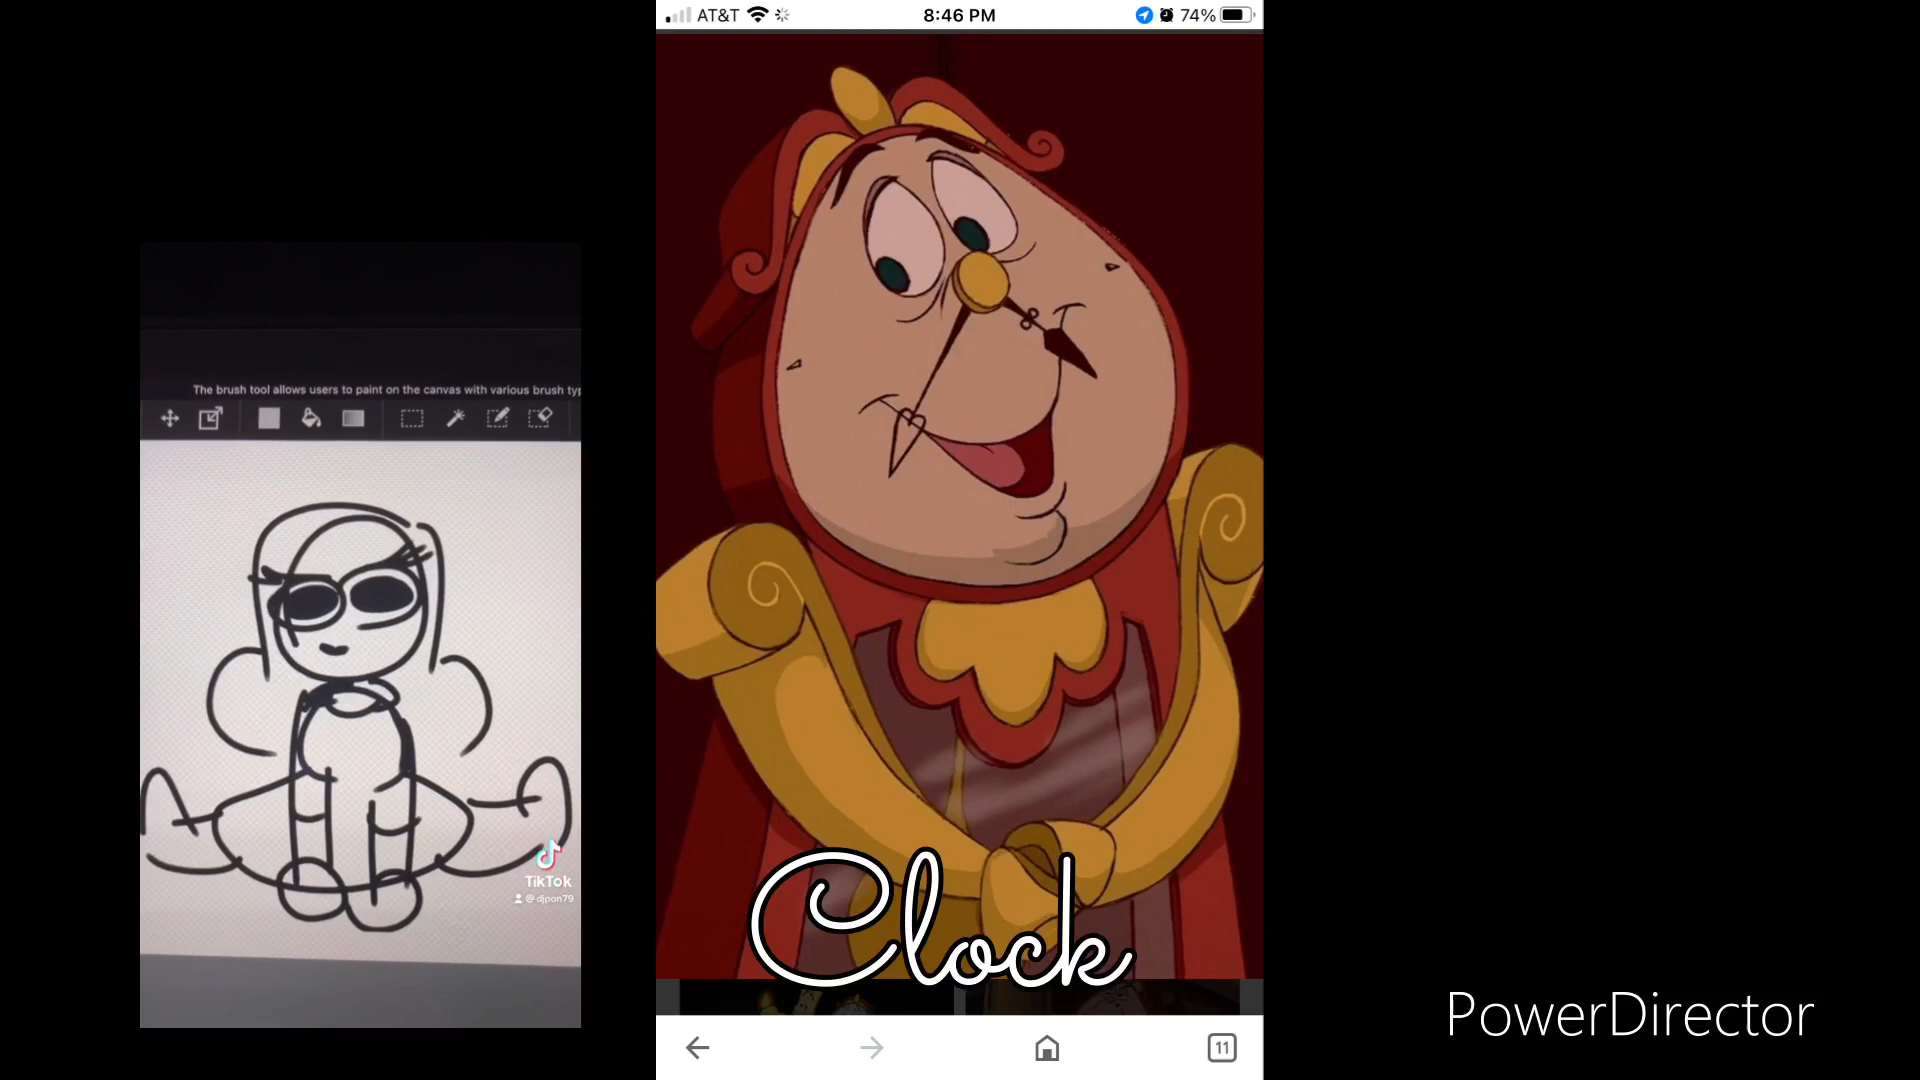 AT&T
8:46 PM
74%
The brush tool allows users to paint on the canvas with various brush typ
TikTok
@djpon79
Clock
11
PowerDirector